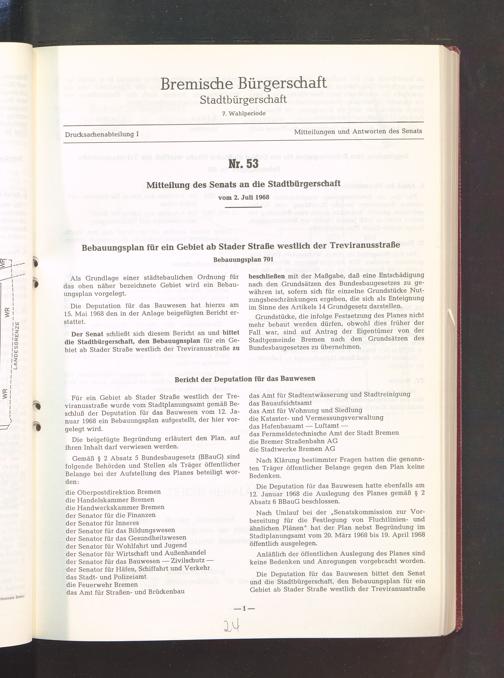 Bremische Bürgerschaft
Stadtbürgerschaft
7. Wahlperiode
Drucksachenabteilung I
Mitteilungen und Antworten des Senats
Nr. 53
Mitteilung des Senats an die Stadtbürgerschaft
vom 2. Juli 1968
Bebauungsplan für ein Gebiet ab Stader Straße westlich der Treviranusstraße
Bebauungsplan 701
Als Grundlage einer städtebaulichen Ordnung für
das oben näher bezeichnete Gebiet wird ein Bebau-
ungsplan vorgelegt.
Die Deputation für das Bauwesen hat hierzu am
15. Mai 1968 den in der Anlage beigefügten Bericht er-
stattet.
Der Senat schließt sich diesem Bericht an und bittet
die Stadtbürgerschaft, den Bebauungsplan für ein Ge-
biet ab Stader Straße westlich der Treviranusstraße zu
beschließen mit der Maßgabe, daß eine Entschädigung
nach den Grundsätzen des Bundesbaugesetzes zu ge-
währen ist, sofern sich für einzelne Grundstücke Nut-
zungsbeschränkungen ergeben, die sich als Enteignung
im Sinne des Artikels 14 Grundgesetz darstellen.
Grundstücke, die infolge Festsetzung des Planes nicht
mehr bebaut werden dürfen, obwohl dies früher der
Fall war, sind auf Antrag der Eigentümer von der
Stadtgemeinde Bremen nach den Grundsätzen des
Bundesbaugesetzes zu übernehmen.
Bericht der Deputation für das Bauwesen
Für ein Gebiet ab Stader Straße westlich der Tre-
viranusstraße wurde vom Stadtplanungsamt gemäß Be-
schluß der Deputation für das Bauwesen vom 12. Ja-
nuar 1968 ein Bebauungsplan aufgestellt, der hier vor-
gelegt wird.
Die beigefügte Begründung erläutert den Plan, auf
ihren Inhalt darf verwiesen werden.
Gemäß § 2 Absatz 5 Bundesbaugesetz (BBauG) sind
folgende Behörden und Stellen als Träger öffentlicher
Belange bei der Aufstellung des Planes beteiligt wor-
den:
die Oberpostdirektion Bremen
die Handelskammer Bremen
die Handwerkskammer Bremen
der Senator für die Finanzen
der Senator für Inneres
der Senator für das Bildungswesen
der Senator für das Gesundheitswesen
der Senator für Wohlfahrt und Jugend
der Senator für Wirtschaft und Außenhandel
der Senator für das Bauwesen — Zivilschutz —
der Senator für Häfen, Schiffahrt und Verkehr
das Stadt- und Polizeiamt
die Feuerwehr Bremen
das Amt für Straßen- und Brückenbau
das Amt für Stadtentwässerung und Stadtreinigung
das Bauaufsichtsamt
das Amt für Wohnung und Siedlung
die Kataster- und Vermessungsverwaltung
das Hafenbauamt — Luftamt —
das Fernmeldetechnische Amt der Stadt Bremen
die Bremer Straßenbahn AG
die Stadtwerke Bremen AG
Nach Klärung bestimmter Fragen hatten die genann-
ten Träger öffentlicher Belange gegen den Plan keine
Bedenken.
Die Deputation für das Bauwesen hatte ebenfalls am
12. Januar 1968 die Auslegung des Planes gemäß § 2
Absatz 6 BBauG beschlossen.
Nach Umlauf bei der „Senatskommission zur Vor-
bereitung für die Festlegung von Fluchtlinien- und
ähnlichen Plänen" hat der Plan nebst Begründung im
Stadtplanungsamt vom 20. März 1968 bis 19. April 1968
öffentlich ausgelegen.
Anläßlich der öffentlichen Auslegung des Planes sind
keine Bedenken und Anregungen vorgebracht worden.
Die Deputation für das Bauwesen bittet den Senat
und die Stadtbürgerschaft, den Bebauungsplan für ein
Gebiet ab Stader Straße westlich der Treviranusstraße
— 1 —
24
WR
WR
LANDESGRENZE
WR